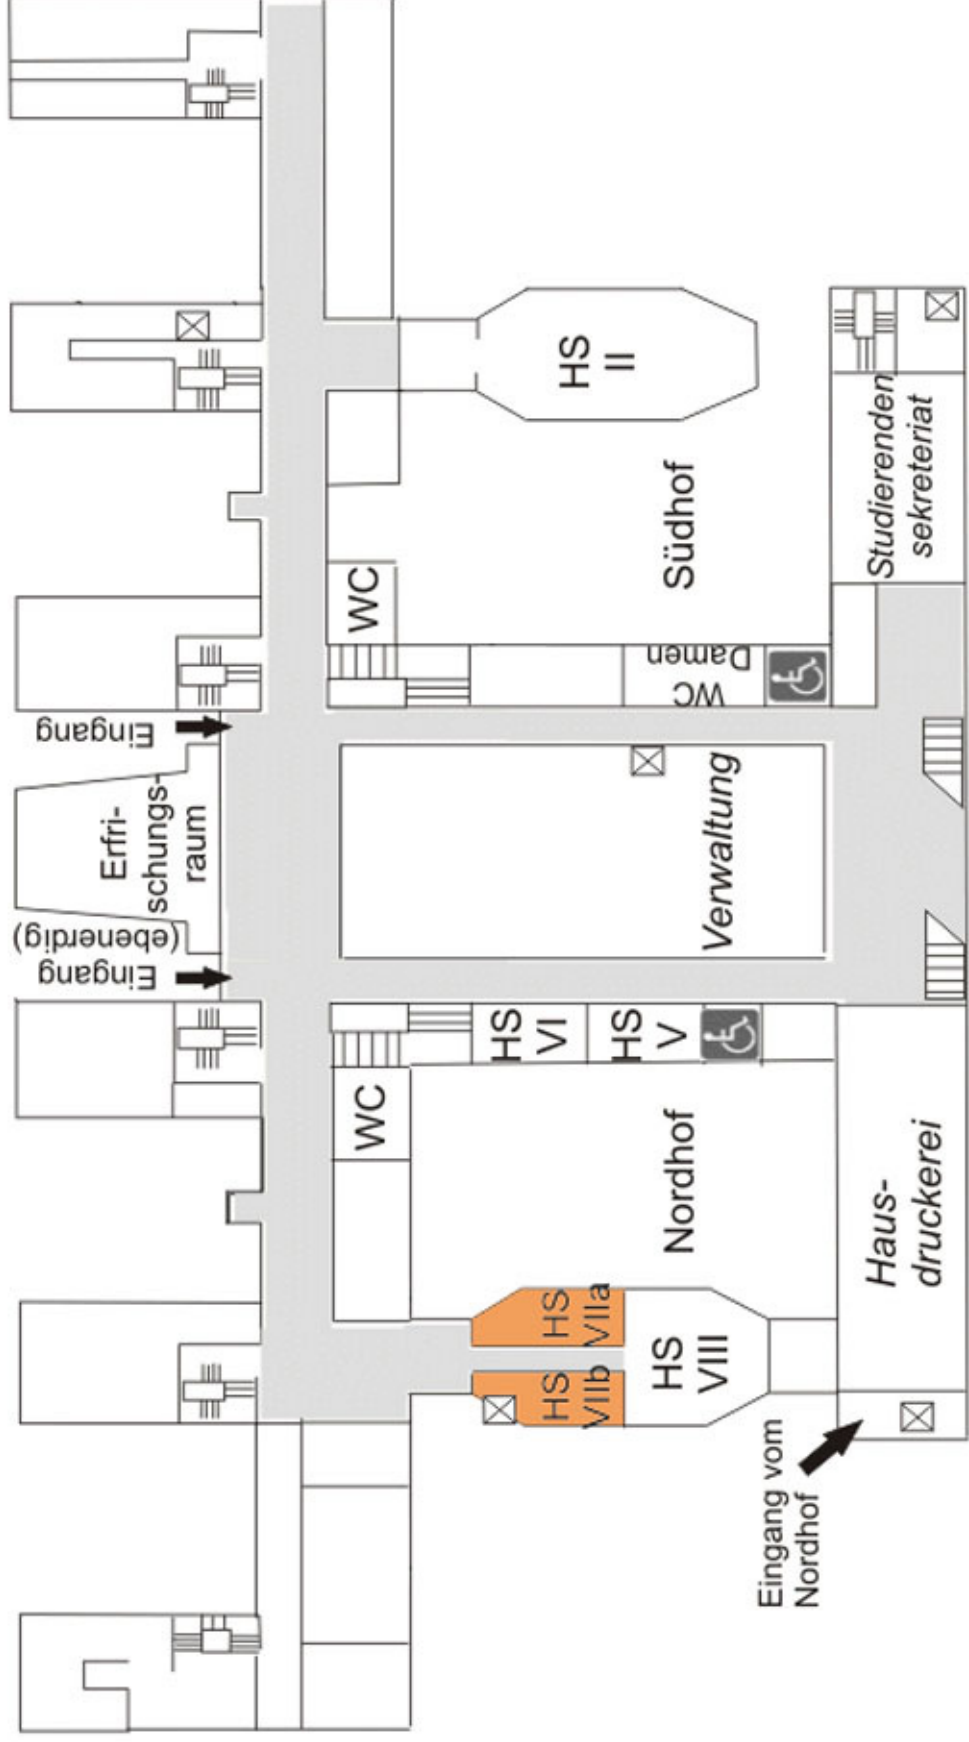 HS
II
Südhof
Studierenden
sekreteriat
WC
Damen
WC
Eingang
Erfri-
schungs-
raum
(ebenerdig)
Eingang
Verwaltung
HS
VI
HS
V
WC
Nordhof
Haus-
druckerei
HS
VIIa
HS
VIIb
HS
VIII
Eingang vom
Nordhof